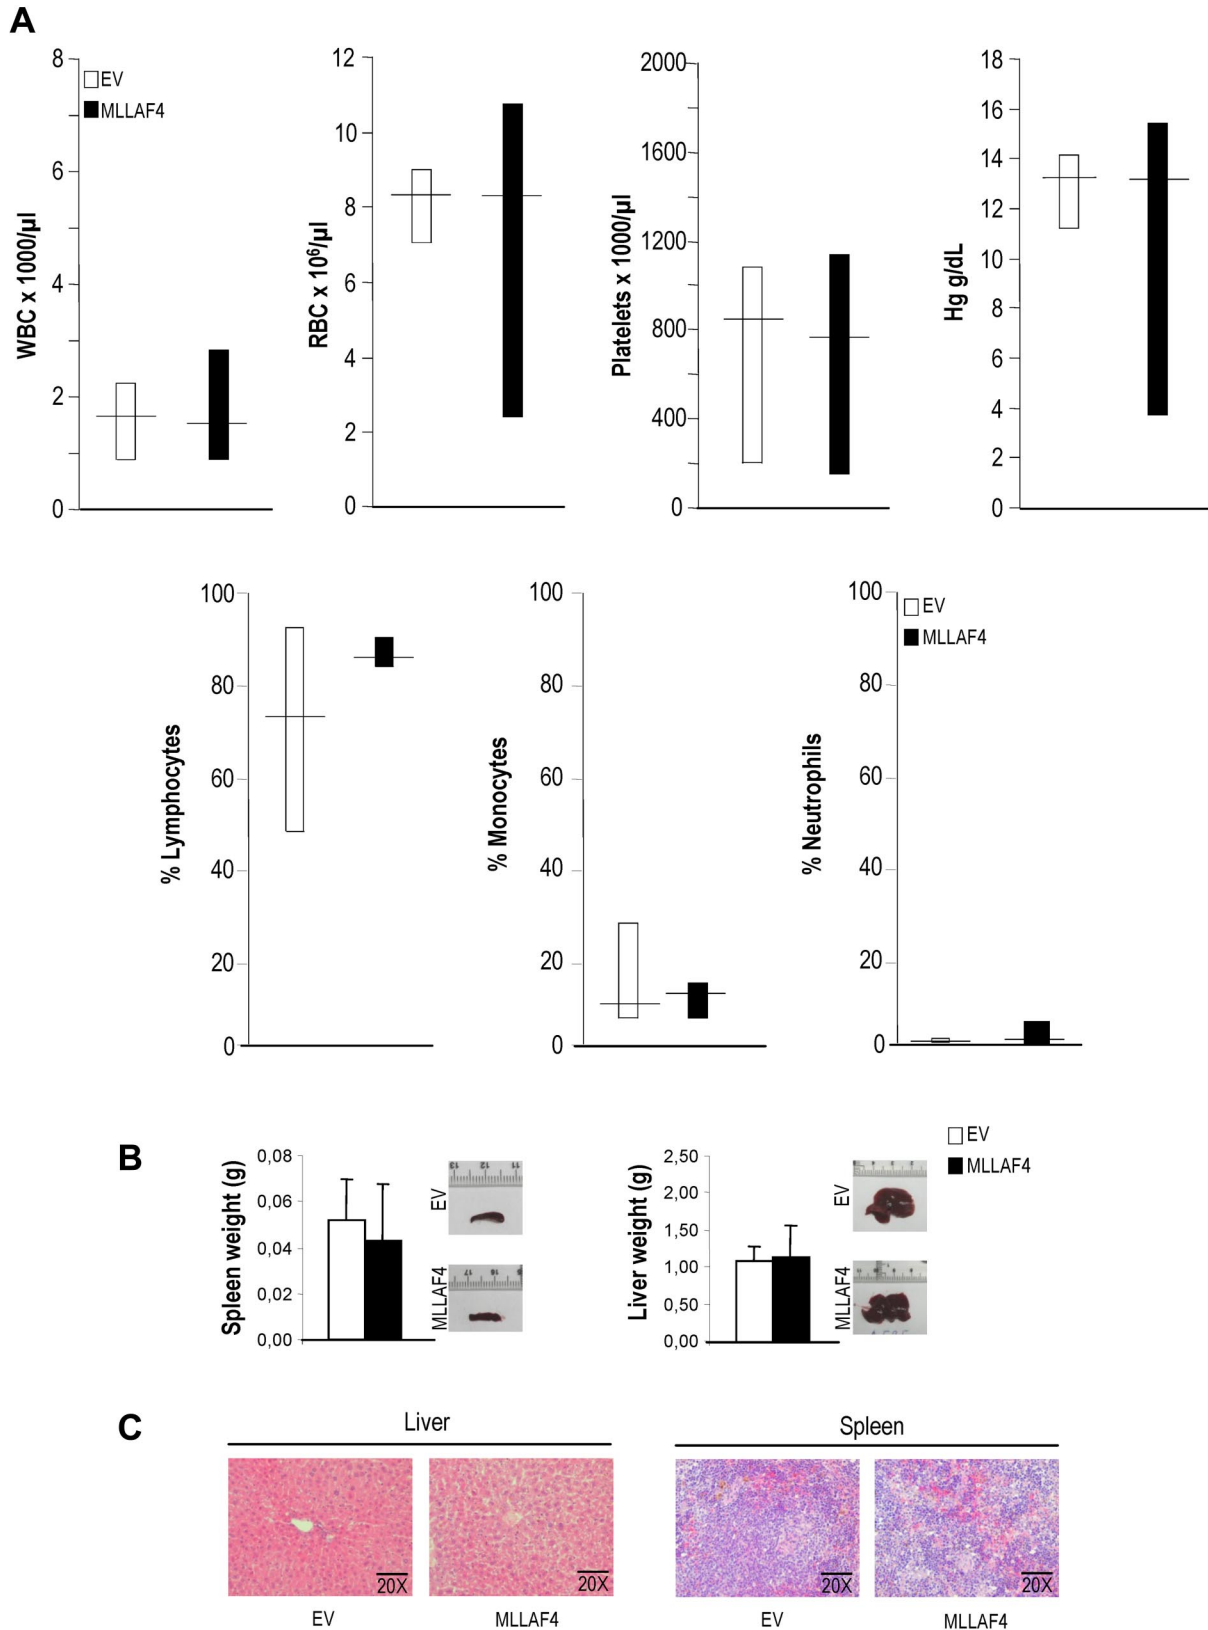 A
WBC x 1000/µl
8
6
4
2
0
EV
MLLAF4
RBC x 10⁶/µl
12
10
8
6
4
2
0
Platelets x 1000/µl
2000
1600
1200
800
400
0
Hg g/dL
18
16
14
12
10
8
6
4
2
0
% Lymphocytes
100
80
60
40
20
0
% Monocytes
100
80
60
40
20
0
% Neutrophils
100
80
60
40
20
0
EV
MLLAF4
B
Spleen weight (g)
0,08
0,06
0,04
0,02
0,00
EV
13 12 11
MLLAF4
17 16
Liver weight (g)
2,50
2,00
1,50
1,00
0,50
0,00
EV
MLLAF4
EV
MLLAF4
C
Liver
Spleen
20X
20X
20X
20X
EV
MLLAF4
EV
MLLAF4